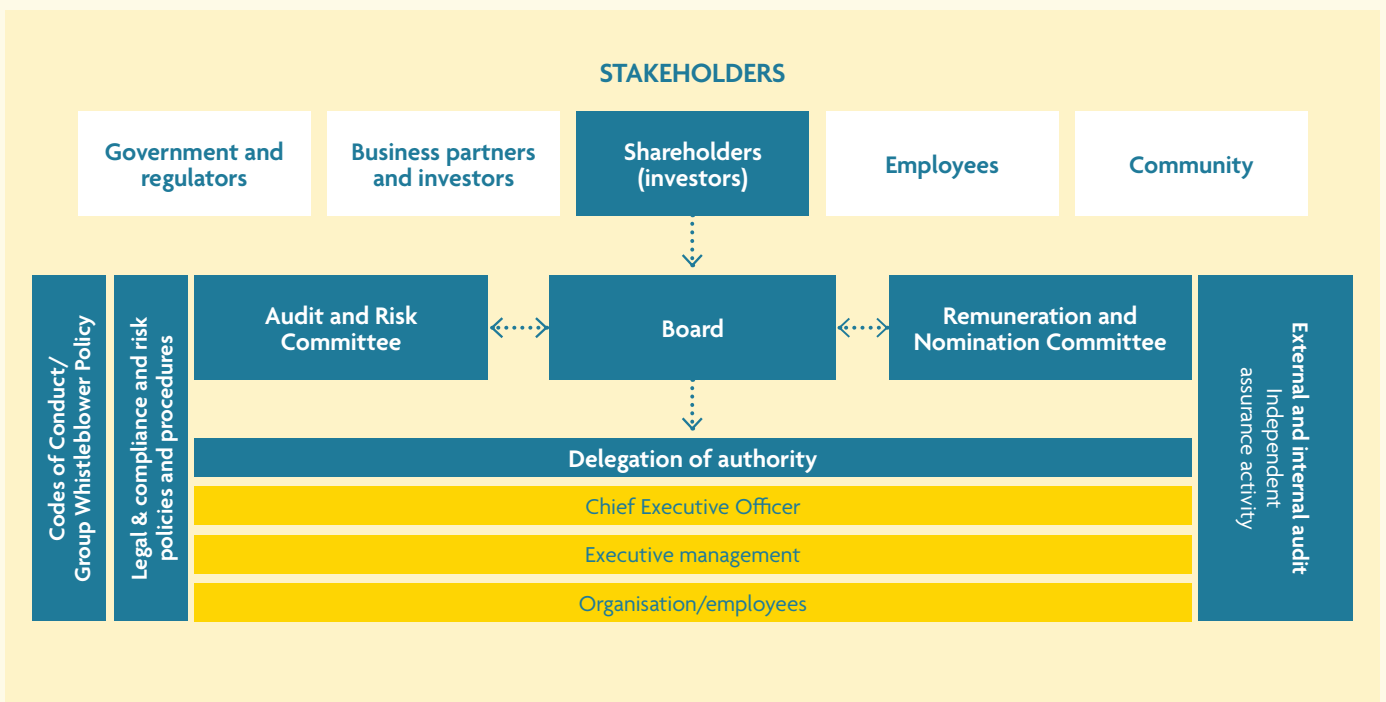 STAKEHOLDERS
Government and
regulators
Business partners
and investors
Shareholders
(investors)
Employees
Community
Codes of Conduct/
Group Whistleblower Policy
Legal & compliance and risk
policies and procedures
Audit and Risk
Committee
Board
Remuneration and
Nomination Committee
External and internal audit
Independent
assurance activity
Delegation of authority
Chief Executive Officer
Executive management
Organisation/employees